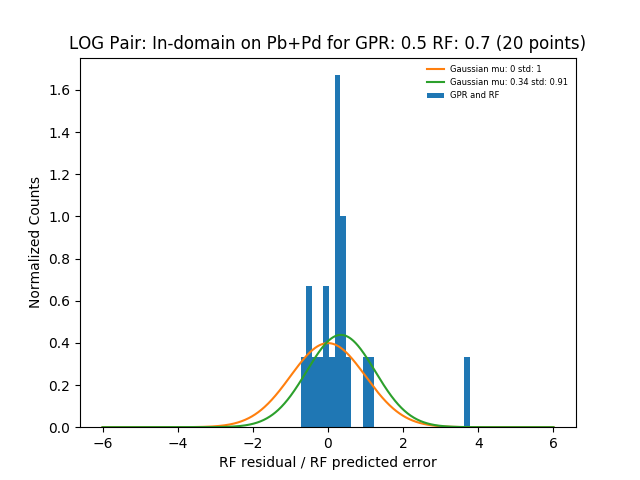 LOG Pair: In-domain on Pb+Pd for GPR: 0.5 RF: 0.7 (20 points)
Gaussian mu: 0 std: 1
Gaussian mu: 0.34 std: 0.91
GPR and RF
Normalized Counts
1.6
1.4
1.2
1.0
0.8
0.6
0.4
0.2
0.0
−6 −4 −2 0 2 4 6
RF residual / RF predicted error